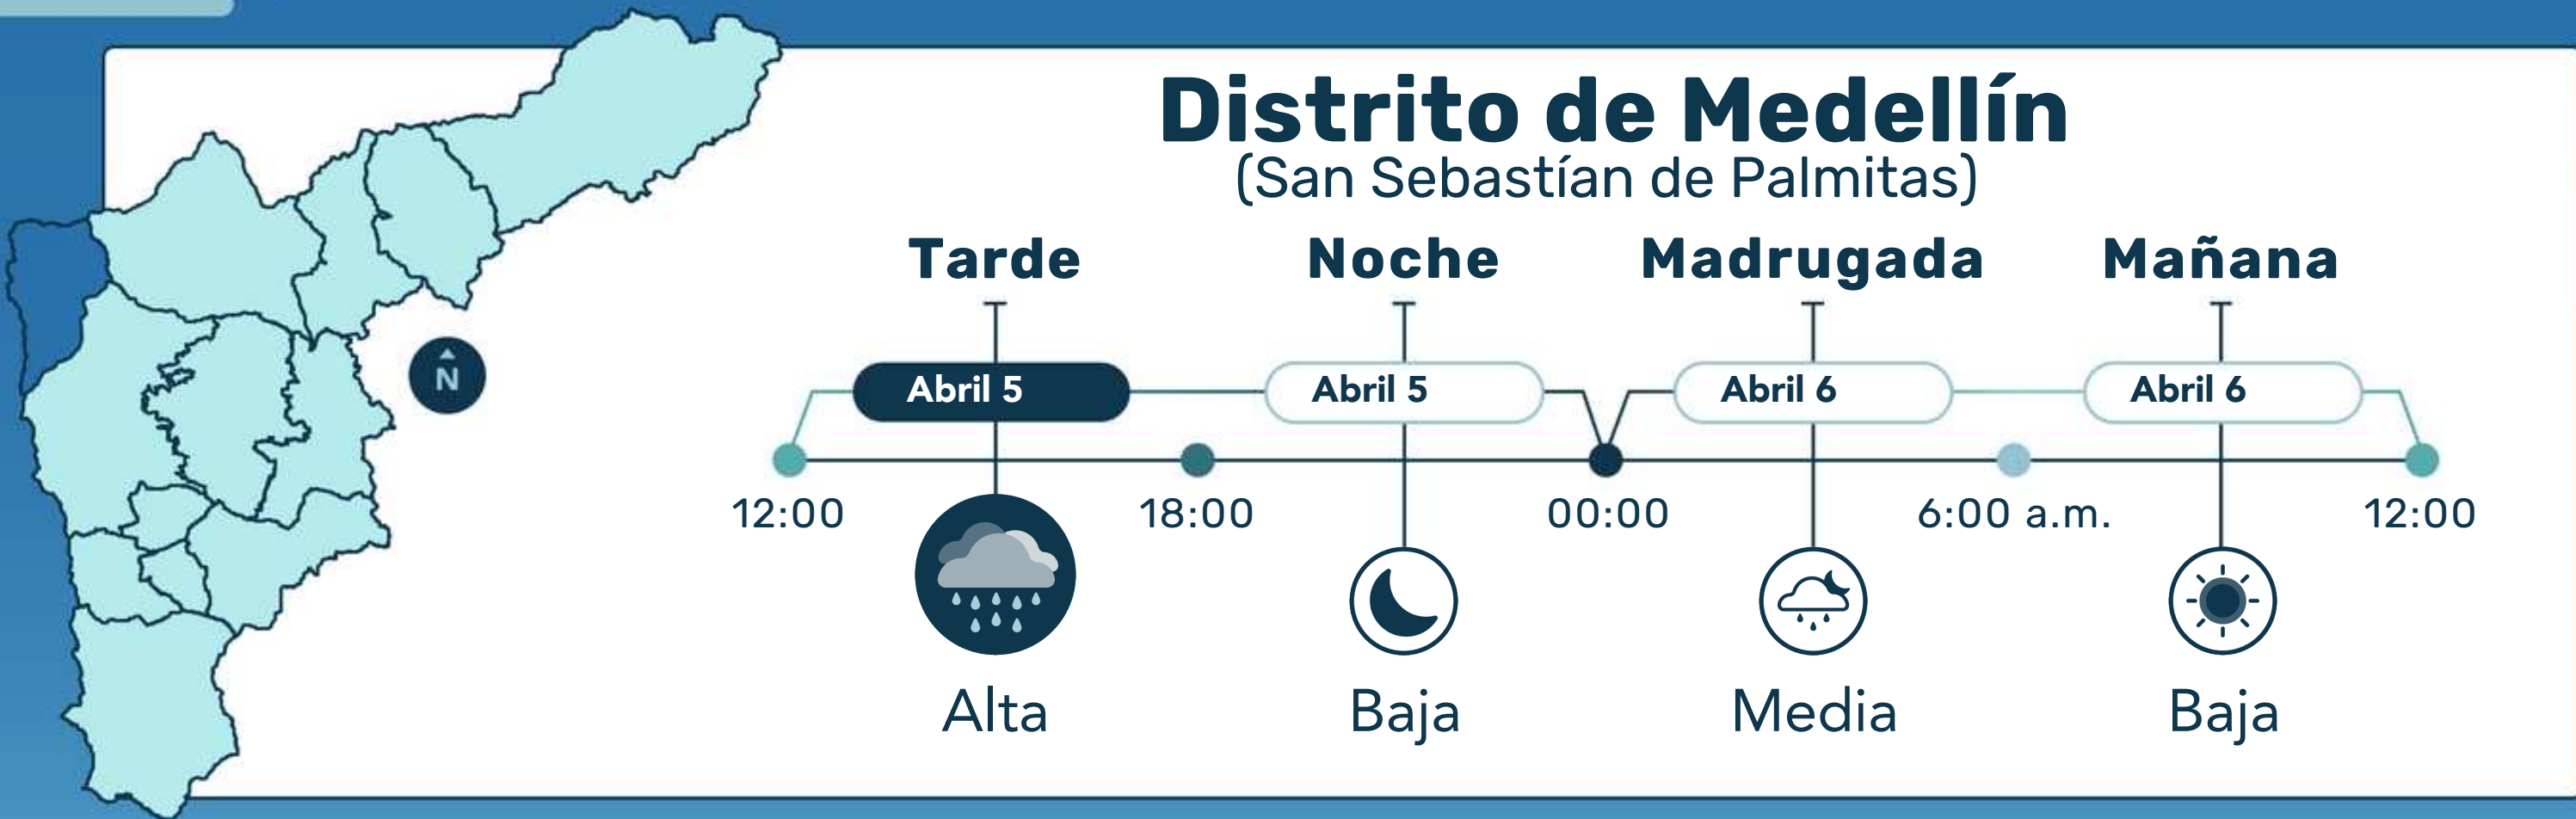 Distrito de Medellín
(San Sebastían de Palmitas)
Tarde Noche Madrugada Mañana
Abril 5 Abril 5 Abril 6 Abril 6
N
12:00 18:00 00:00 6:00 a.m. 12:00
Alta Baja Media Baja